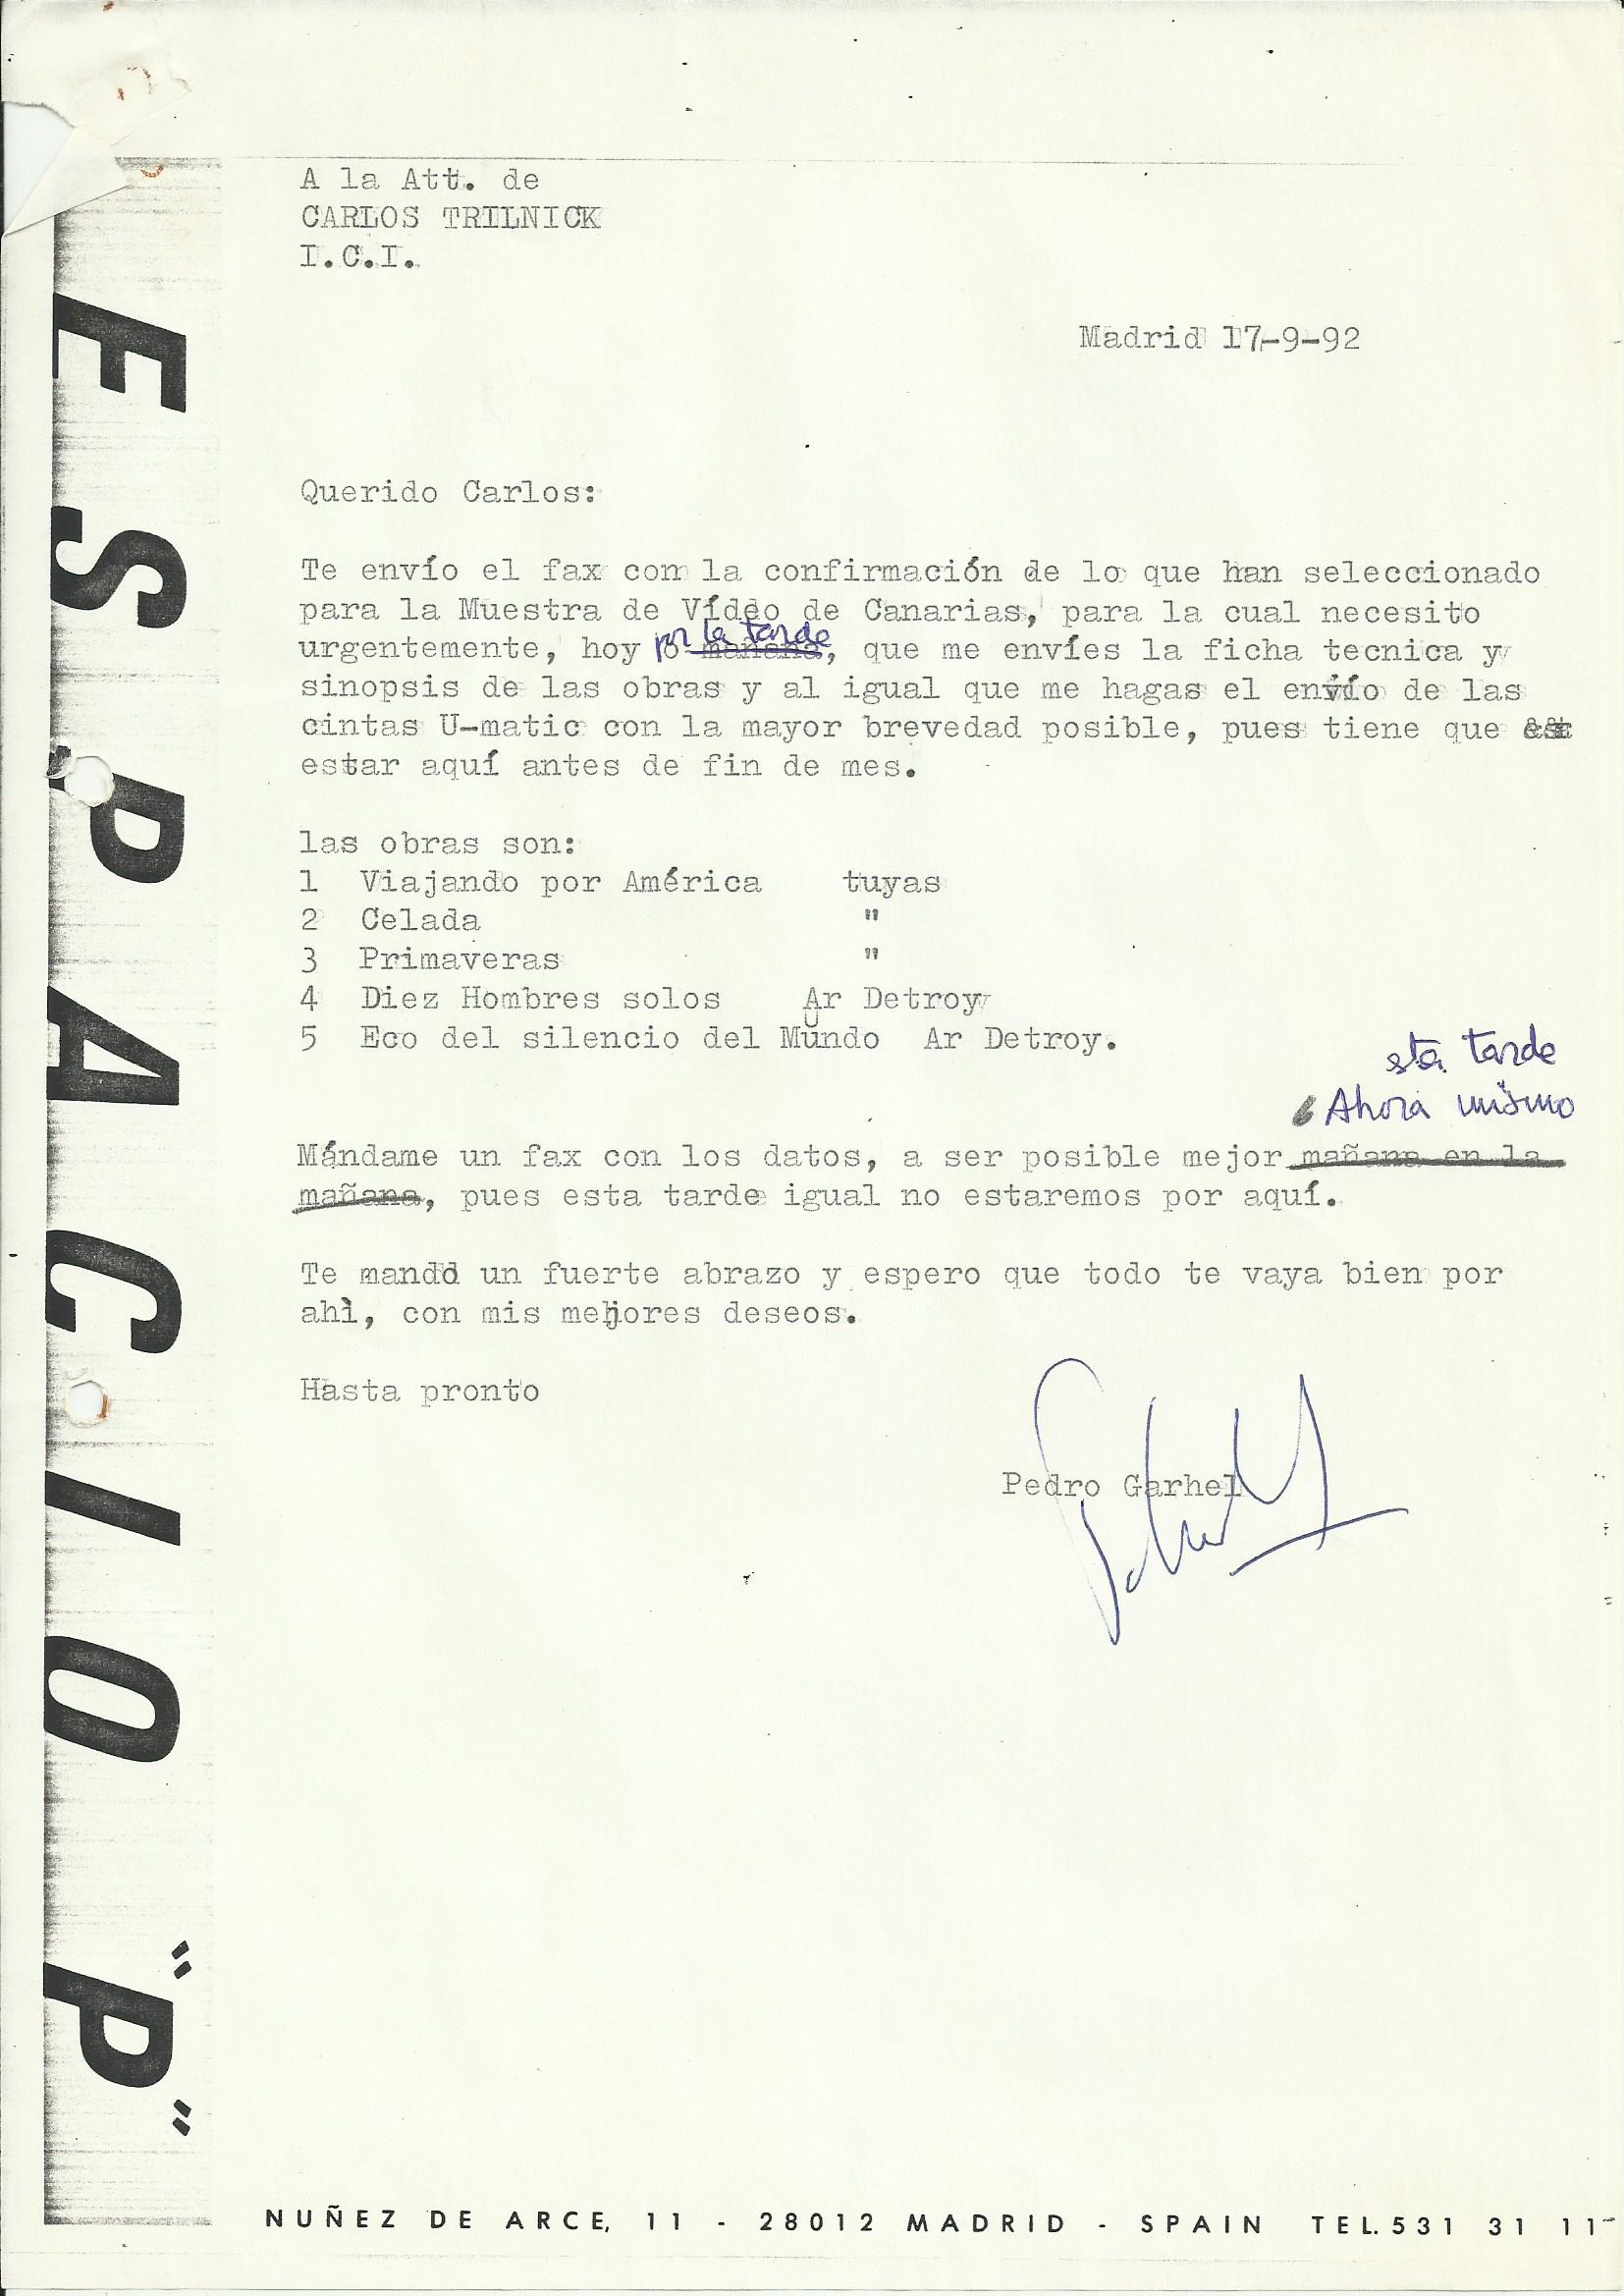 A la Att. de
CARLOS TRILNICK
I.C.I.
Madrid 17-9-92
Querido Carlos:
Te envío el fax con la confirmación de lo que han seleccionado
para la Muestra de Vídeo de Canarias, para la cual necesito
por la tarde
urgentemente, hoy o mañana, que me envíes la ficha tecnica y
sinopsis de las obras y al igual que me hagas el envío de las
cintas U-matic con la mayor brevedad posible, pues tiene que
estar aquí antes de fin de mes.
las obras son:
1 Viajando por América tuyas
2 Celada "
3 Primaveras "
4 Diez Hombres solos Ar Detroy
5 Eco del silencio del Mundo Ar Detroy.
esta tarde
Ahora mismo
Mándame un fax con los datos, a ser posible mejor mañana en la
mañana, pues esta tarde igual no estaremos por aquí.
Te mando un fuerte abrazo y espero que todo te vaya bien por
ahì, con mis mejores deseos.
Hasta pronto
Pedro Garhel
ESPACIO "P"
NUÑEZ DE ARCE, 11 - 28012 MADRID - SPAIN TEL. 531 31 11